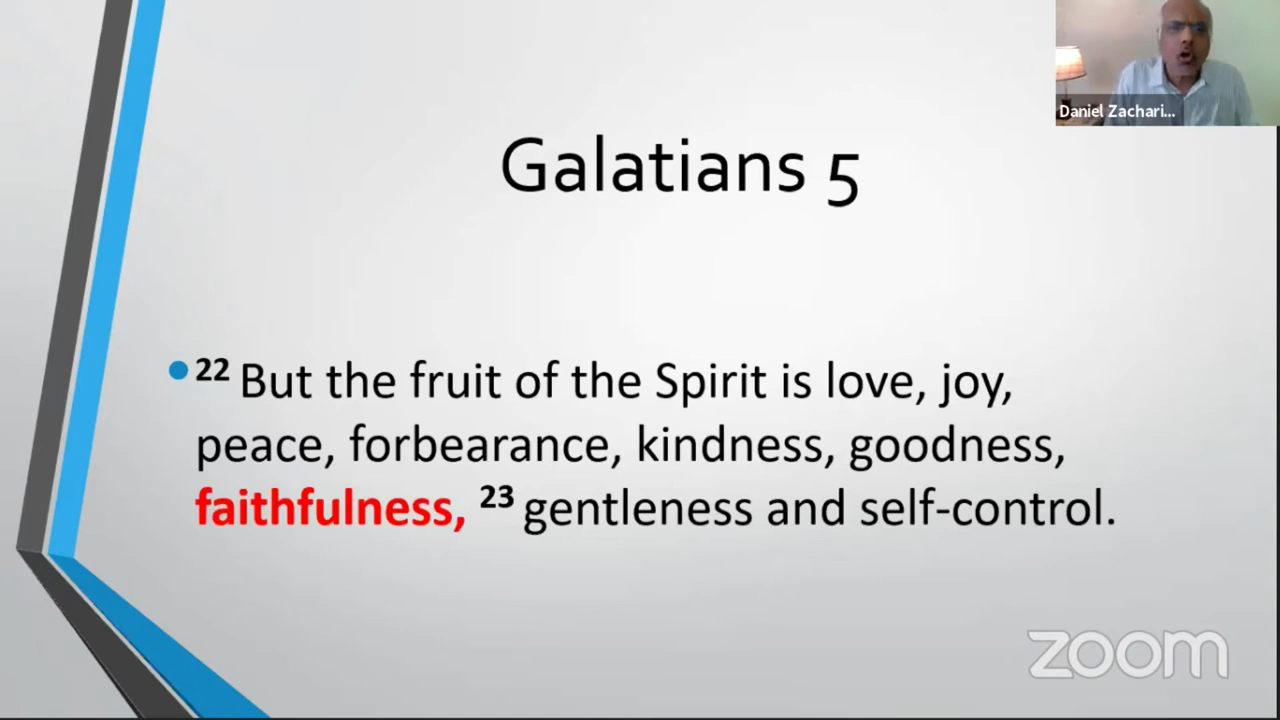 Daniel Zachari...
Galatians 5
• 22 But the fruit of the Spirit is love, joy,
peace, forbearance, kindness, goodness,
faithfulness, 23 gentleness and self-control.
zoom